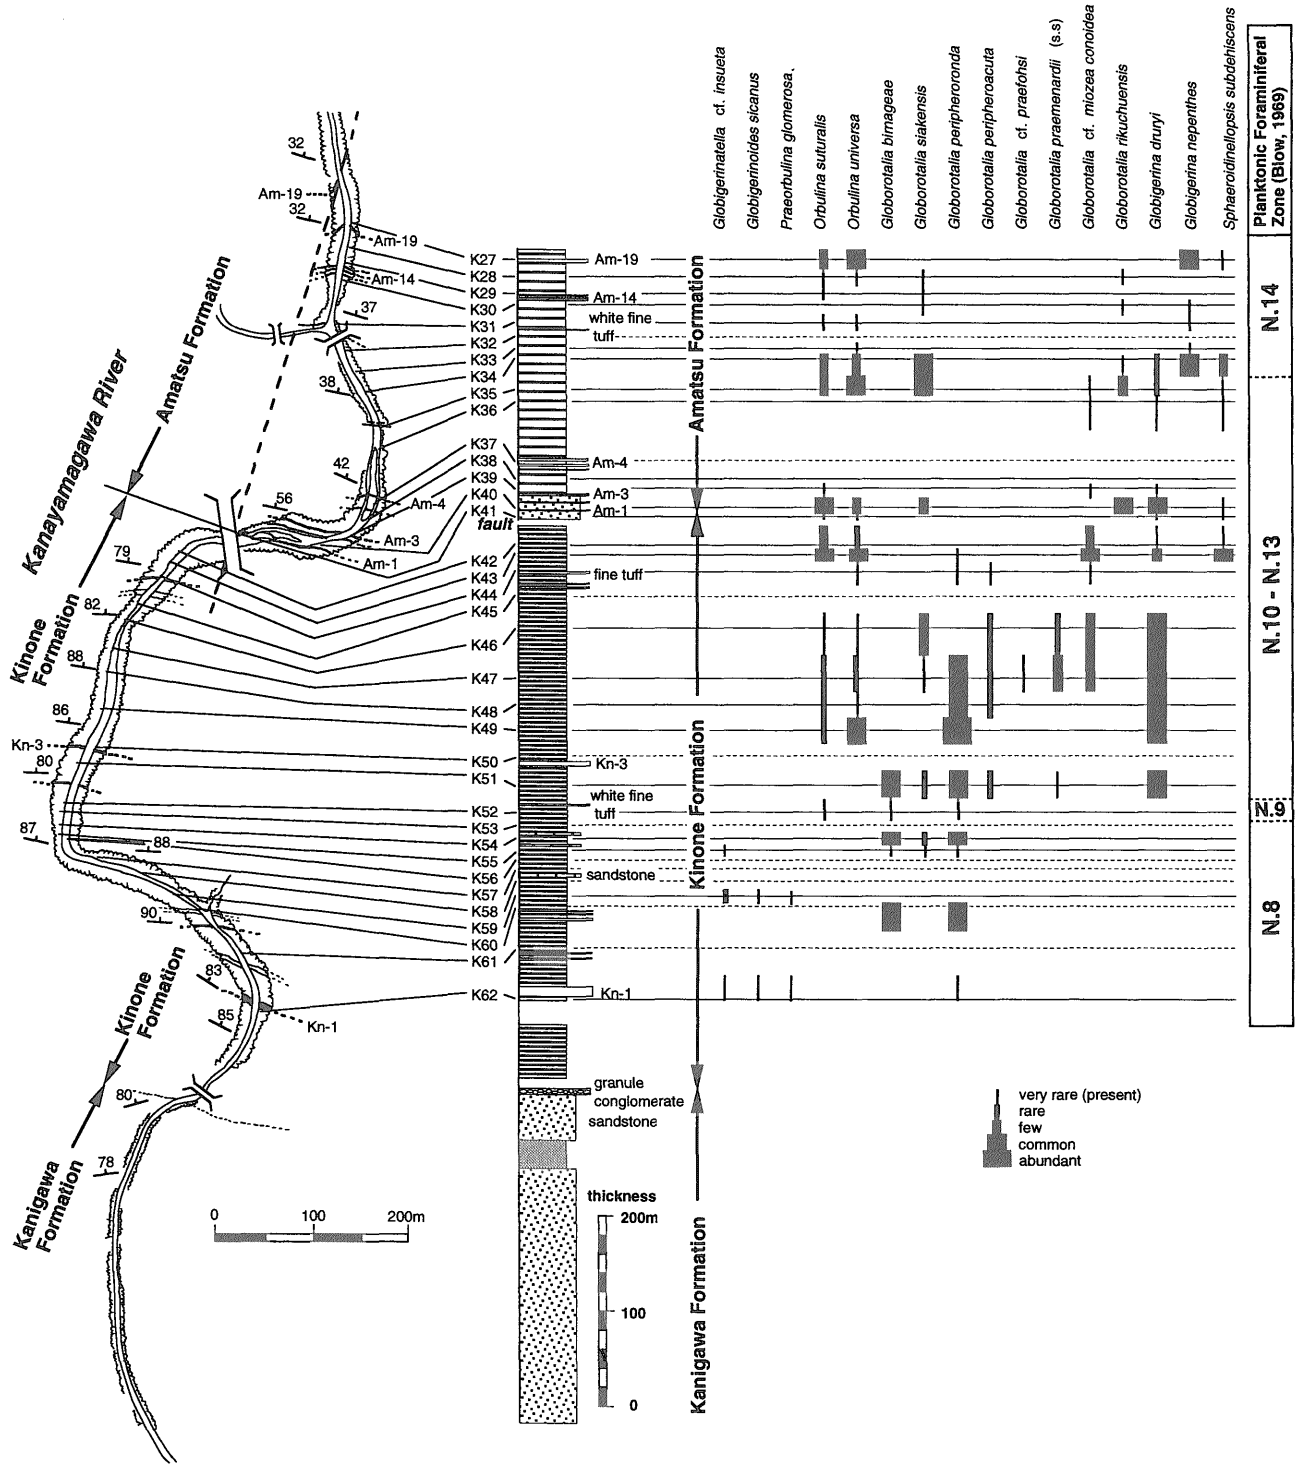 Globigerinatella cf. insueta
Globigerinoides sicanus
Praeorbulina glomerosa.
Orbulina suturalis
Orbulina universa
Globorotalia birnageae
Globorotalia siakensis
Globorotalia peripheroronda
Globorotalia peripheroacuta
Globorotalia cf. praefohsi
Globorotalia praemenardii (s.s)
Globorotalia cf. miozea conoidea
Globorotalia rikuchuensis
Globigerina druryi
Globigerina nepenthes
Sphaeroidinellopsis subdehiscens
Planktonic Foraminiferal
Zone (Blow, 1969)
N.14
N.10 - N.13
N.9
N.8
32
Am-19
32
Am-19
Am-14
37
38
42
56
Am-4
Am-3
Am-1
79
82
88
86
Kn-3
80
87
88
90
83
85
Kn-1
80
78
Kanayamagawa River
Amatsu Formation
Kinone
Formation
Kinone
Formation
Kanigawa
Formation
0 100 200m
K27
K28
K29
K30
K31
K32
K33
K34
K35
K36
K37
K38
K39
K40
K41
fault
K42
K43
K44
K45
K46
K47
K48
K49
K50
K51
K52
K53
K54
K55
K56
K57
K58
K59
K60
K61
K62
Am-19
Am-14
white fine
tuff
Am-4
Am-3
Am-1
fine tuff
Kn-3
white fine
tuff
sandstone
Kn-1
granule
conglomerate
sandstone
thickness
200m
100
0
Amatsu Formation
Kinone Formation
Kanigawa Formation
very rare (present)
rare
few
common
abundant